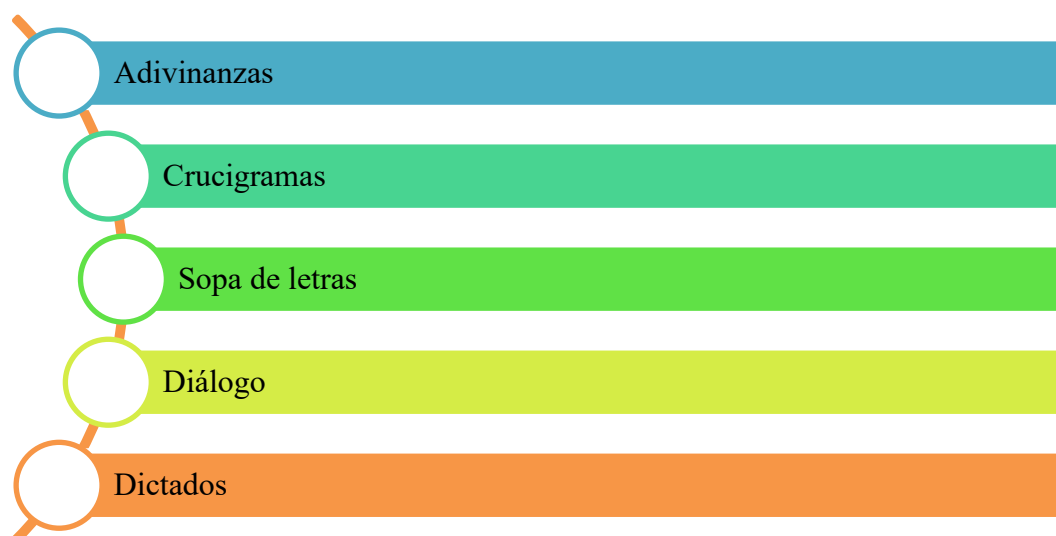 Adivinanzas
Crucigramas
Sopa de letras
Diálogo
Dictados